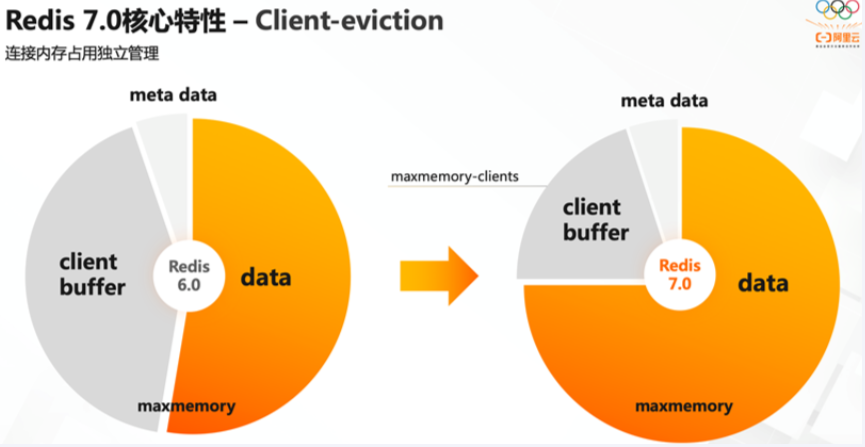 Redis 7.0核心特性 – Client-eviction
连接内存占用独立管理
阿里云
meta data
client
buffer
Redis
6.0
data
maxmemory
maxmemory-clients
meta data
client
buffer
Redis
7.0
data
maxmemory